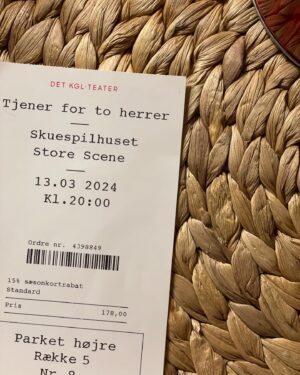 DET KGL·TEATER
Tjener for to herrer
Skuespilhuset
Store Scene
13.03 2024
Kl.20:00
Ordre nr. 4398849
15% sæsonkortrabat
Standard
Pris 178,00
Parket højre
Række 5
Nr. 8